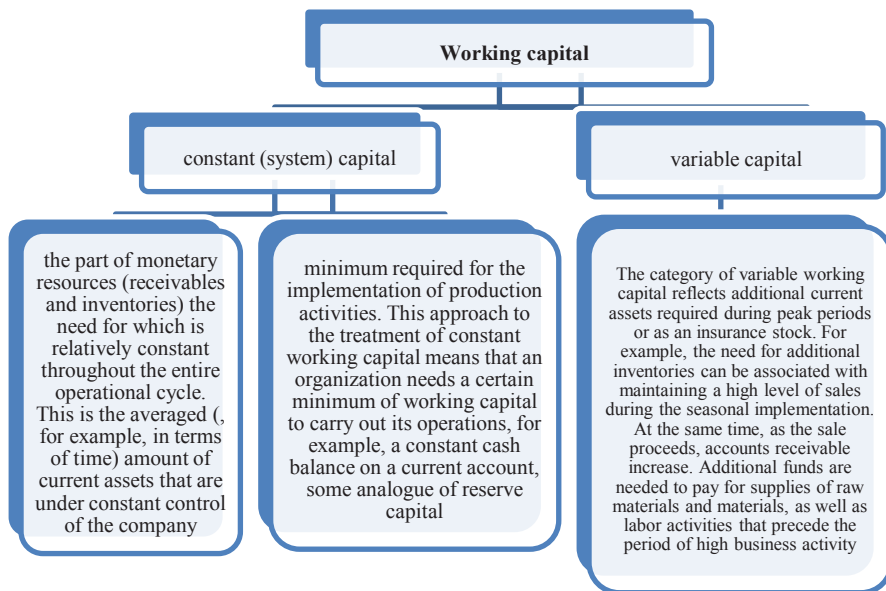 Working capital
constant (system) capital
variable capital
the part of monetary
resources (receivables
and inventories) the
need for which is
relatively constant
throughout the entire
operational cycle.
This is the averaged (,
for example, in terms
of time) amount of
current assets that are
under constant control
of the company
minimum required for the
implementation of production
activities. This approach to
the treatment of constant
working capital means that an
organization needs a certain
minimum of working capital
to carry out its operations, for
example, a constant cash
balance on a current account,
some analogue of reserve
capital
The category of variable working
capital reflects additional current
assets required during peak periods
or as an insurance stock. For
example, the need for additional
inventories can be associated with
maintaining a high level of sales
during the seasonal implementation.
At the same time, as the sale
proceeds, accounts receivable
increase. Additional funds are
needed to pay for supplies of raw
materials and materials, as well as
labor activities that precede the
period of high business activity